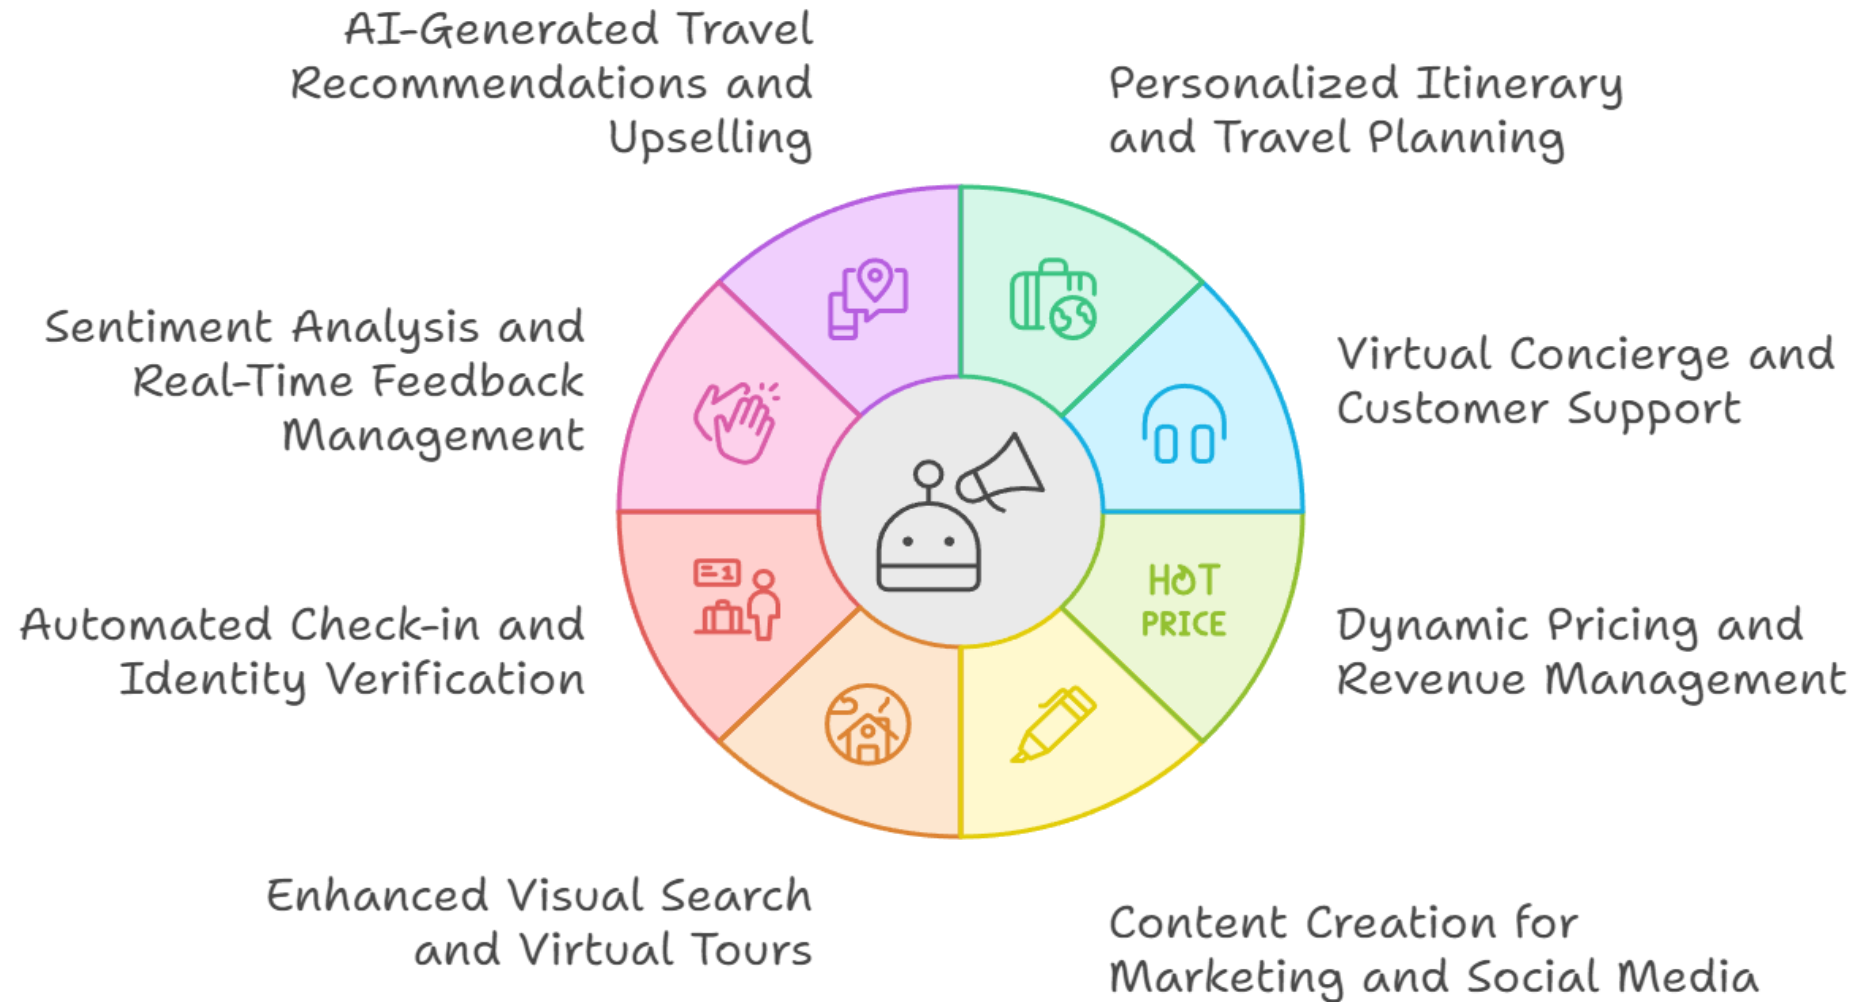 AI-Generated Travel
Recommendations and
Upselling
Personalized Itinerary
and Travel Planning
Sentiment Analysis and
Real-Time Feedback
Management
Virtual Concierge and
Customer Support
HOT
PRICE
= 1
Automated Check-in and
Identity Verification
Dynamic Pricing and
Revenue Management
Enhanced Visual Search
and Virtual Tours
Content Creation for
Marketing and Social Media